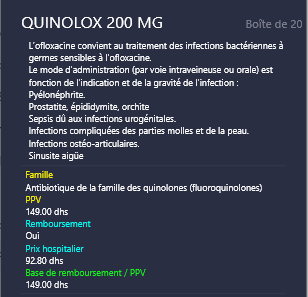 QUINOLOX 200 MG Boîte de 20
L'ofloxacine convient au traitement des infections bactériennes à
germes sensibles à l'ofloxacine.
Le mode d'administration (par voie intraveineuse ou orale) est
fonction de l'indication et de la gravité de l'infection :
Pyélonéphrite.
Prostatite, épididymite, orchite
Sepsis dû aux infections urogénitales.
Infections compliquées des parties molles et de la peau.
Infections ostéo-articulaires.
Sinusite aigüe
Famille
Antibiotique de la famille des quinolones (fluoroquinolones)
PPV
149.00 dhs
Remboursement
Oui
Prix hospitalier
92.80 dhs
Base de remboursement / PPV
149.00 dhs